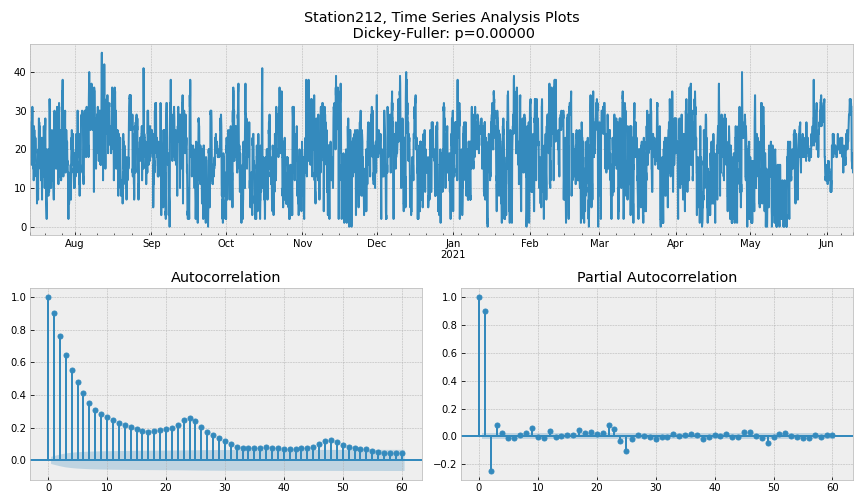 Station212, Time Series Analysis Plots
Dickey-Fuller: p=0.00000
40
30
20
10
0
Aug Sep Oct Nov Dec Jan Feb Mar Apr May Jun
2021
Autocorrelation
1.0
0.8
0.6
0.4
0.2
0.0
0 10 20 30 40 50 60
Partial Autocorrelation
1.0
0.8
0.6
0.4
0.2
0.0
−0.2
0 10 20 30 40 50 60